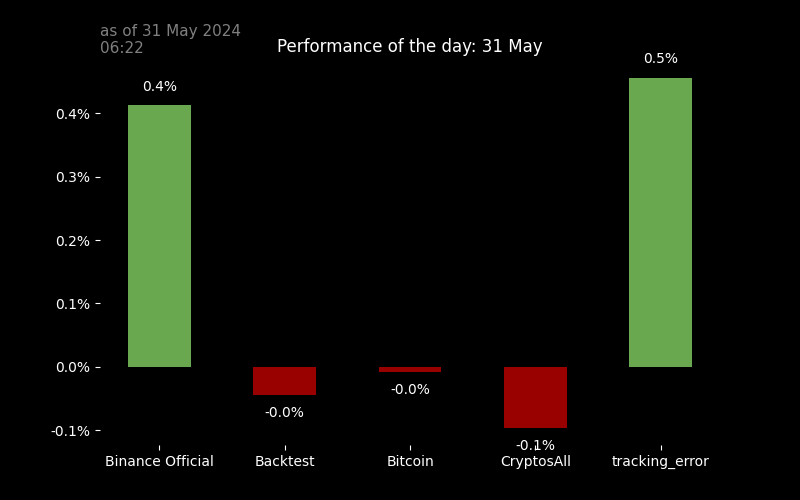 as of 31 May 2024
06:22
Performance of the day: 31 May
0.4%
0.3%
0.2%
0.1%
0.0%
-0.1%
0.4%
-0.0%
-0.0%
-0.1%
0.5%
Binance Official
Backtest
Bitcoin
CryptosAll
tracking_error